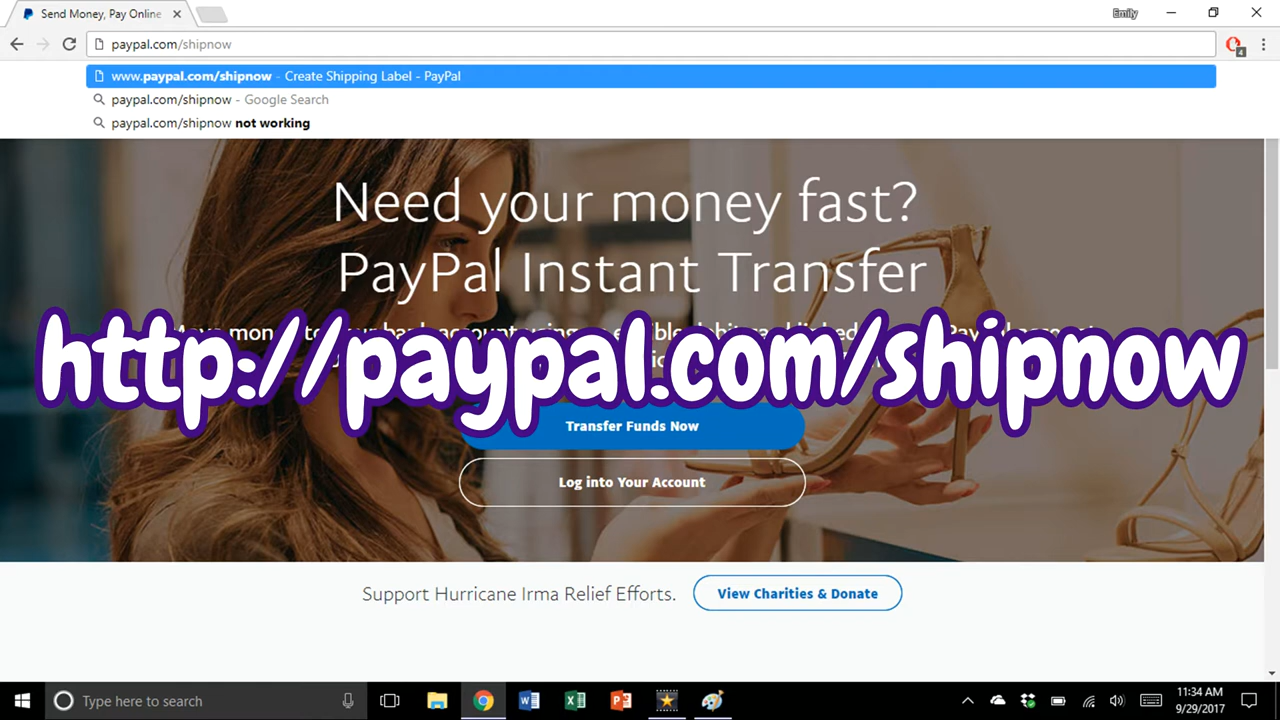 Send Money, Pay Online
Emily
paypal.com/shipnow
4
www.paypal.com/shipnow - Create Shipping Label - PayPal
paypal.com/shipnow - Google Search
paypal.com/shipnow not working
Need your money fast?
PayPal Instant Transfer
http://paypal.com/shipnow
Transfer Funds Now
Log into Your Account
Support Hurricane Irma Relief Efforts.
View Charities & Donate
Type here to search
11:34 AM
9/29/2017